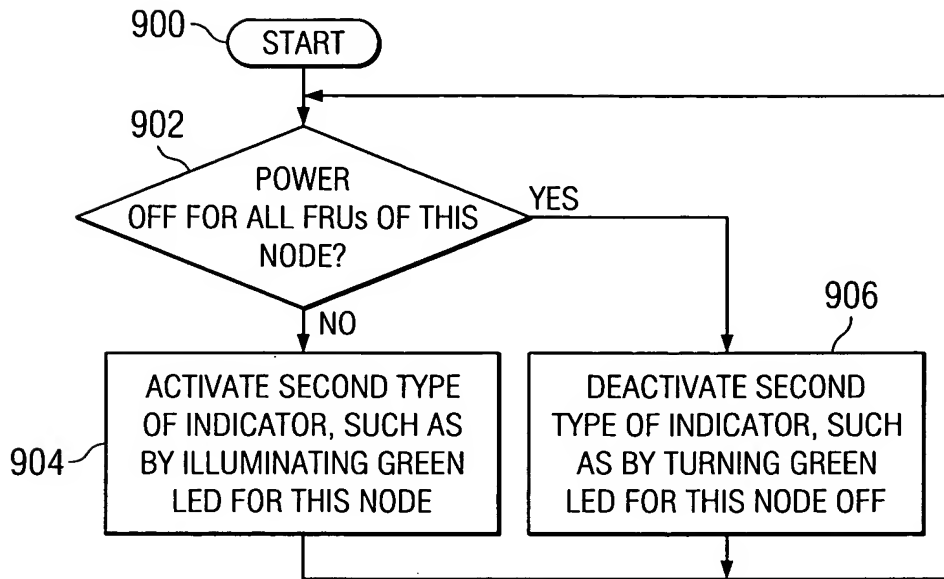 900
START
902
POWER
OFF FOR ALL FRUs OF THIS
NODE?
YES
NO
904
ACTIVATE SECOND TYPE
OF INDICATOR, SUCH AS
BY ILLUMINATING GREEN
LED FOR THIS NODE
906
DEACTIVATE SECOND
TYPE OF INDICATOR, SUCH
AS BY TURNING GREEN
LED FOR THIS NODE OFF